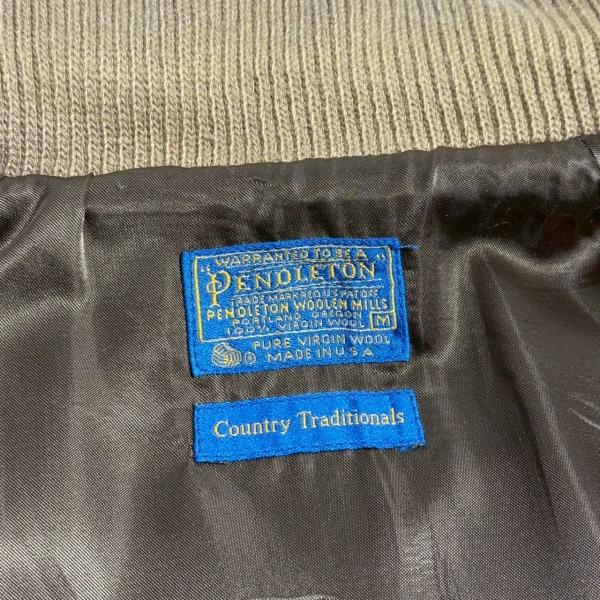 WARRANTED TO BE A
"PENDLETON"
TRADE MARK REG US PAT OFF
PENDLETON WOOLEN MILLS
PORTLAND, OREGON
100% VIRGIN WOOL M
PURE VIRGIN WOOL
® MADE IN U S A
Country Traditionals